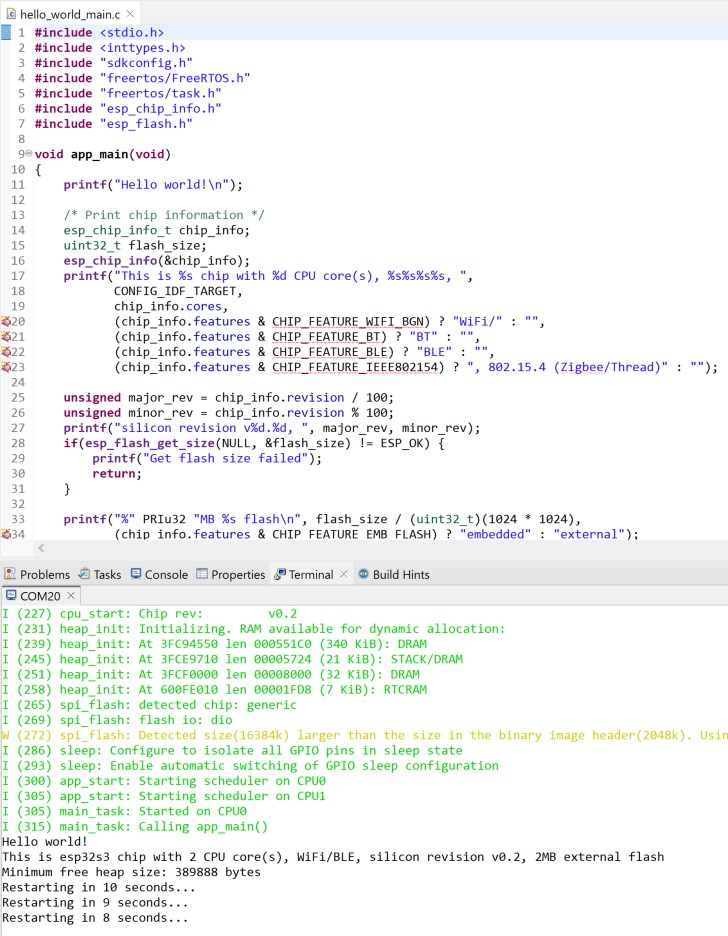 hello_world_main.c
1 #include <stdio.h>
2 #include <inttypes.h>
3 #include "sdkconfig.h"
4 #include "freertos/FreeRTOS.h"
5 #include "freertos/task.h"
6 #include "esp_chip_info.h"
7 #include "esp_flash.h"
8
9 void app_main(void)
10 {
11     printf("Hello world!\n");
12
13     /* Print chip information */
14     esp_chip_info_t chip_info;
15     uint32_t flash_size;
16     esp_chip_info(&chip_info);
17     printf("This is %s chip with %d CPU core(s), %s%s%s%s, ",
18            CONFIG_IDF_TARGET,
19            chip_info.cores,
20            (chip_info.features & CHIP_FEATURE_WIFI_BGN) ? "WiFi/" : "",
21            (chip_info.features & CHIP_FEATURE_BT) ? "BT" : "",
22            (chip_info.features & CHIP_FEATURE_BLE) ? "BLE" : "",
23            (chip_info.features & CHIP_FEATURE_IEEE802154) ? ", 802.15.4 (Zigbee/Thread)" : "");
24
25     unsigned major_rev = chip_info.revision / 100;
26     unsigned minor_rev = chip_info.revision % 100;
27     printf("silicon revision v%d.%d, ", major_rev, minor_rev);
28     if(esp_flash_get_size(NULL, &flash_size) != ESP_OK) {
29         printf("Get flash size failed");
30         return;
31     }
32
33     printf("%" PRIu32 "MB %s flash\n", flash_size / (uint32_t)(1024 * 1024),
34            (chip_info.features & CHIP_FEATURE_EMB_FLASH) ? "embedded" : "external");
Problems Tasks Console Properties Terminal Build Hints
COM20
I (227) cpu_start: Chip rev:         v0.2
I (231) heap_init: Initializing. RAM available for dynamic allocation:
I (239) heap_init: At 3FC94550 len 000551C0 (340 KiB): DRAM
I (245) heap_init: At 3FCE9710 len 00005724 (21 KiB): STACK/DRAM
I (251) heap_init: At 3FCF0000 len 00008000 (32 KiB): DRAM
I (258) heap_init: At 600FE010 len 00001FD8 (7 KiB): RTCRAM
I (265) spi_flash: detected chip: generic
I (269) spi_flash: flash io: dio
W (272) spi_flash: Detected size(16384k) larger than the size in the binary image header(2048k). Usin
I (286) sleep: Configure to isolate all GPIO pins in sleep state
I (293) sleep: Enable automatic switching of GPIO sleep configuration
I (300) app_start: Starting scheduler on CPU0
I (305) app_start: Starting scheduler on CPU1
I (305) main_task: Started on CPU0
I (315) main_task: Calling app_main()
Hello world!
This is esp32s3 chip with 2 CPU core(s), WiFi/BLE, silicon revision v0.2, 2MB external flash
Minimum free heap size: 389888 bytes
Restarting in 10 seconds...
Restarting in 9 seconds...
Restarting in 8 seconds...